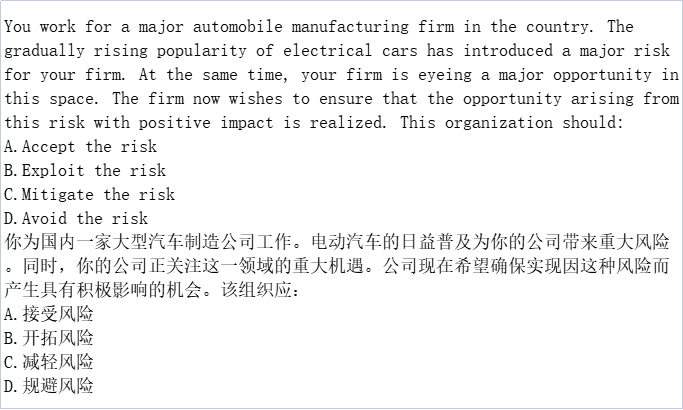 You work for a major automobile manufacturing firm in the country. The
gradually rising popularity of electrical cars has introduced a major risk
for your firm. At the same time, your firm is eyeing a major opportunity in
this space. The firm now wishes to ensure that the opportunity arising from
this risk with positive impact is realized. This organization should:
A.Accept the risk
B.Exploit the risk
C.Mitigate the risk
D.Avoid the risk
你为国内一家大型汽车制造公司工作。电动汽车的日益普及为你的公司带来重大风险
。同时，你的公司正关注这一领域的重大机遇。公司现在希望确保实现因这种风险而
产生具有积极影响的机会。该组织应：
A.接受风险
B.开拓风险
C.减轻风险
D.规避风险